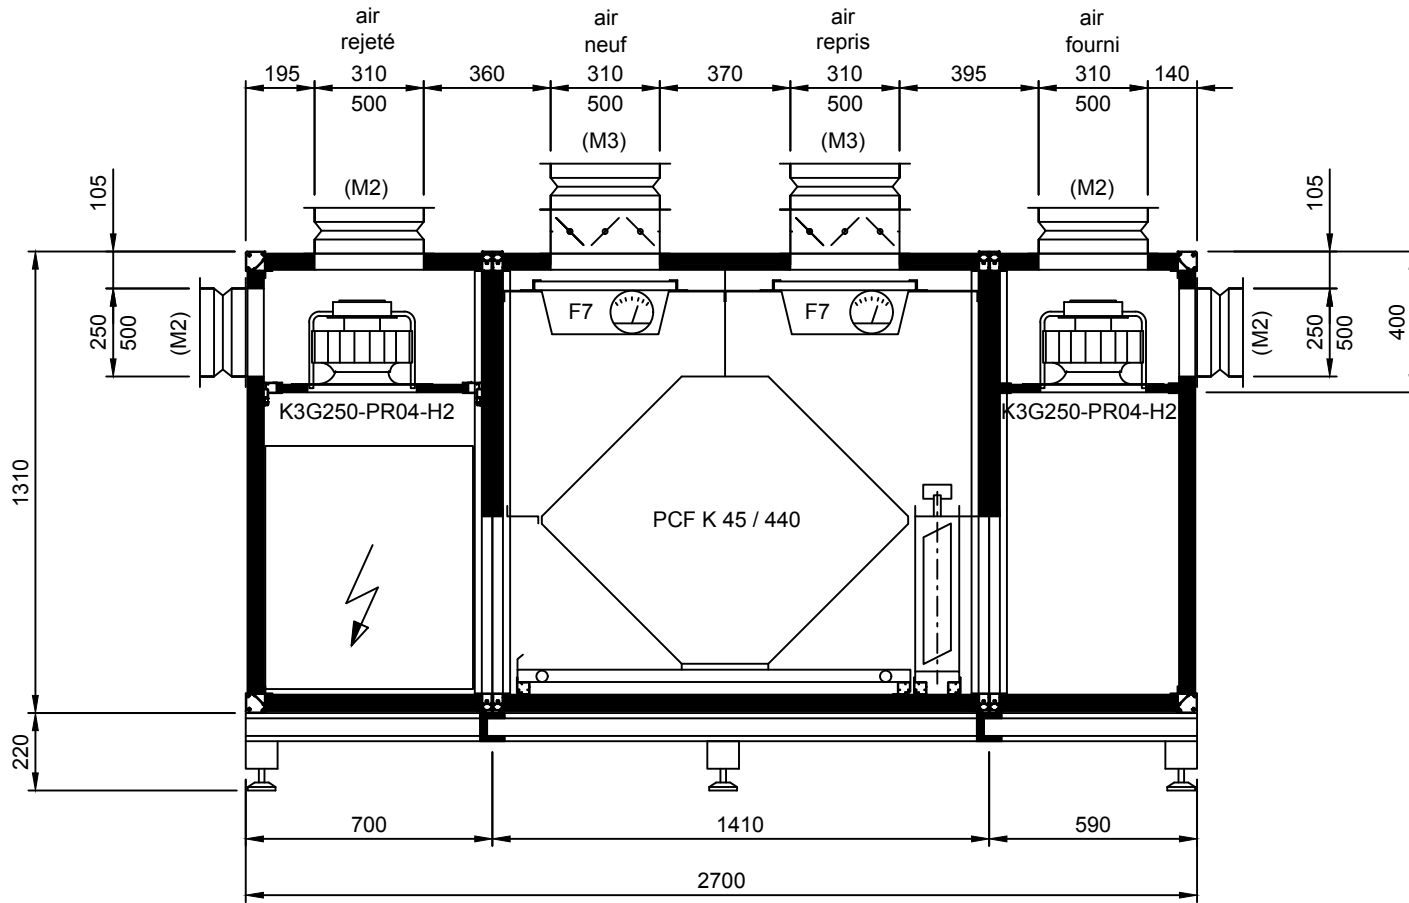 air
rejeté
air
neuf
air
repris
air
fourni
195
310
360
310
370
310
395
310
140
500
500
500
500
(M3)
(M3)
(M2)
(M2)
105
105
250
500
(M2)
F7
F7
(M2)
250
500
400
K3G250-PR04-H2
K3G250-PR04-H2
1310
PCF K 45 / 440
220
700
1410
590
2700